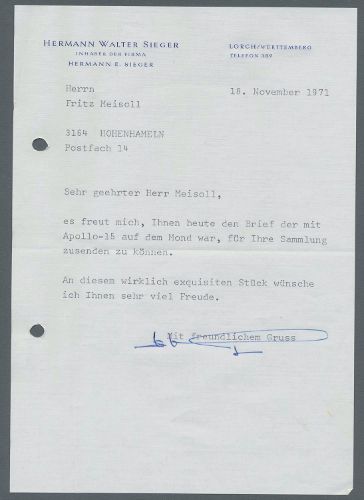 HERMANN WALTER SIEGER
INHABER DER FIRMA
HERMANN E. SIEGER
LORCH/WÜRTTEMBERG
TELEFON 389
Herrn
Fritz Meisoll
18. November 1971
3164 HOHENHAMELN
Postfach 14
Sehr geehrter Herr Meisoll,
es freut mich, Ihnen heute den Brief der mit
Apollo-15 auf dem Mond war, für Ihre Sammlung
zusenden zu können.
An diesem wirklich exquisiten Stück wünsche
ich Ihnen sehr viel Freude.
Mit freundlichem Gruss